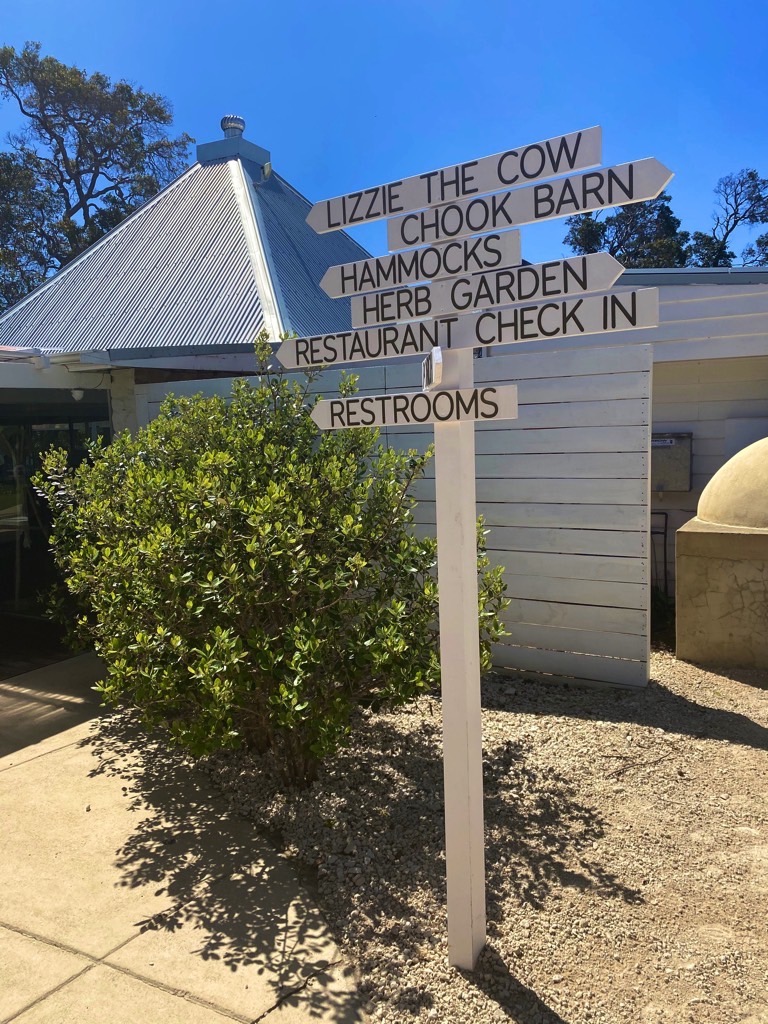 LIZZIE THE COW
CHOOK BARN
HAMMOCKS
HERB GARDEN
RESTAURANT CHECK IN
RESTROOMS